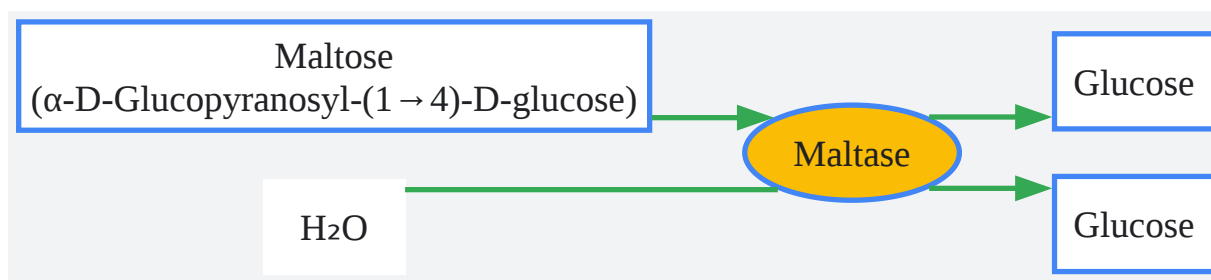 Maltose
(α-D-Glucopyranosyl-(1→4)-D-glucose)
Glucose
Maltase
H₂O
Glucose